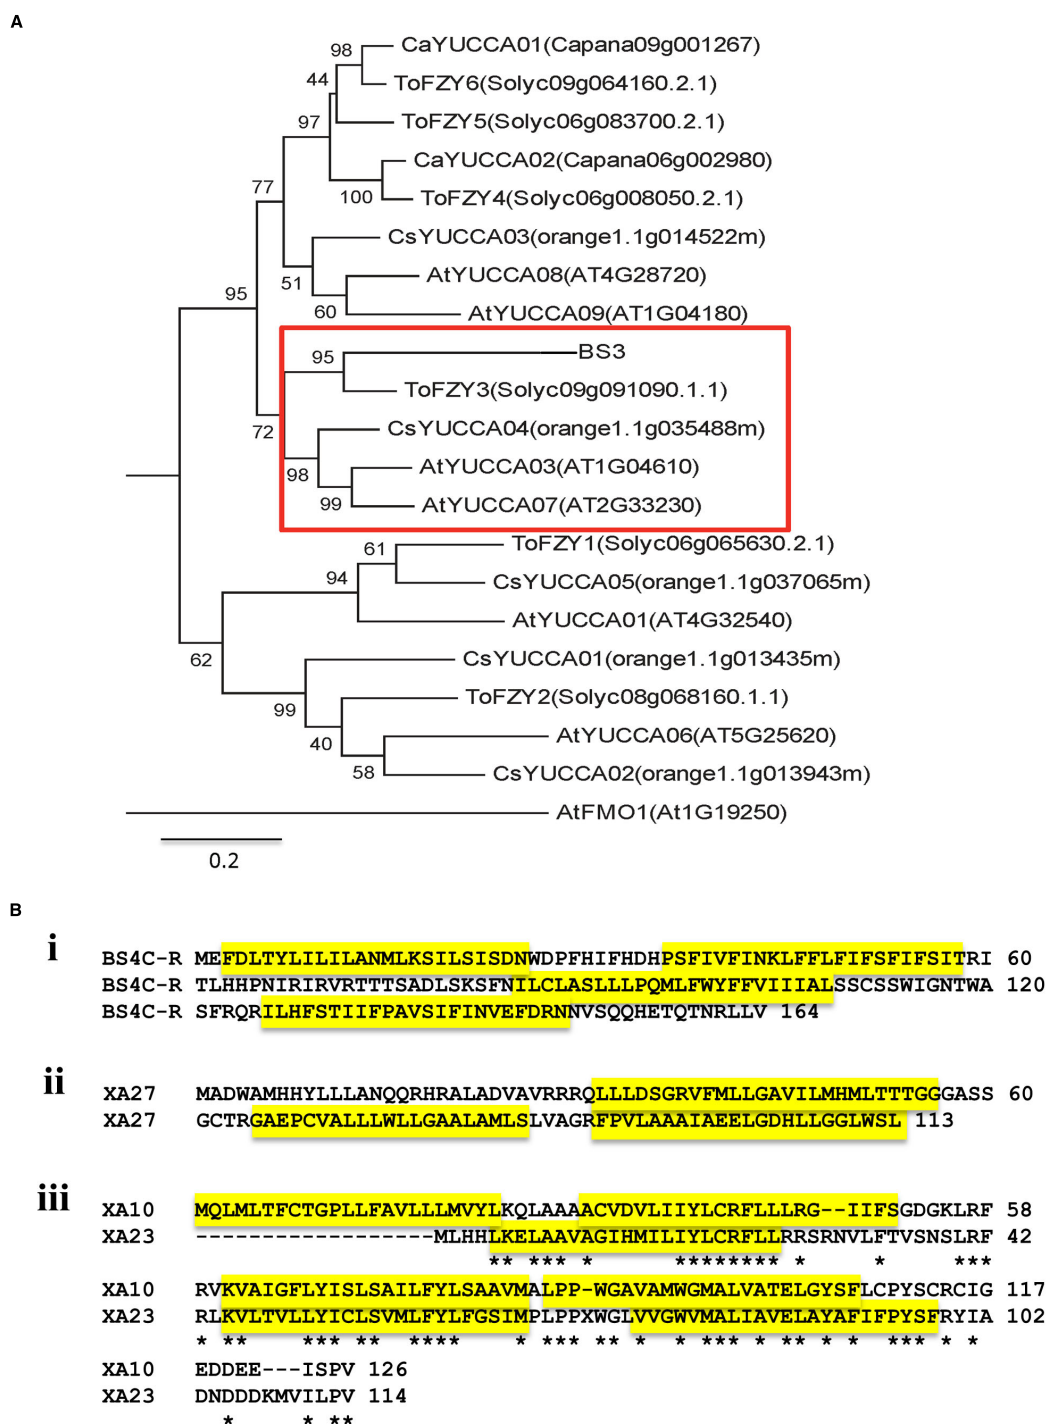 A
98 CaYUCCA01(Capana09g001267)
44 ToFZY6(Solyc09g064160.2.1)
97 ToFZY5(Solyc06g083700.2.1)
CaYUCCA02(Capana06g002980)
77 100 ToFZY4(Solyc06g008050.2.1)
CsYUCCA03(orange1.1g014522m)
95 51 AtYUCCA08(AT4G28720)
60 AtYUCCA09(AT1G04180)
95 BS3
ToFZY3(Solyc09g091090.1.1)
72 CsYUCCA04(orange1.1g035488m)
98 AtYUCCA03(AT1G04610)
99 AtYUCCA07(AT2G33230)
61 ToFZY1(Solyc06g065630.2.1)
94 CsYUCCA05(orange1.1g037065m)
AtYUCCA01(AT4G32540)
62 CsYUCCA01(orange1.1g013435m)
99 ToFZY2(Solyc08g068160.1.1)
40 AtYUCCA06(AT5G25620)
58 CsYUCCA02(orange1.1g013943m)
AtFMO1(At1G19250)
0.2
B
i
BS4C-R MEFDLTYLILILANMLKSILSISDNWDPFHIFHDHPSFIVFINKLFFLFIFSFIFSITRI 60
BS4C-R TLHHPNIRIRVRTTTSADLSKSFNILCLASLLLPQMLFWYFFVIIIALSSCSSWIGNTWA 120
BS4C-R SFRQRILHFSTIIFPAVSIFINVEFDRNNVSQQHETQTNRLLV 164
ii
XA27 MADWAMHHYLLLANQQRHRALADVAVRRRQLLLDSGRVFMLLGAVILMHMLTTTGGGASS 60
XA27 GCTRGAEPCVALLLWLLGAALAMLSLVAGRFPVLAAAIAEELGDHLLGGLWSL 113
iii
XA10 MQLMLTFCTGPLLFAVLLLMVYLKQLAAAACVDVLIIYLCRFLLLRG--IIFSGDGKLRF 58
XA23 ------------------MLHHLKELAAVAGIHMILIYLCRFLLRRSRNVLFTVSNSLRF 42
** *** * ******** * * ***
XA10 RVKVAIGFLYISLSAILFYLSAAVMALPP-WGAVAMWGMALVATELGYSFLCPYSCRCIG 117
XA23 RLKVLTVLLYICLSVMLFYLFGSIMPLPPXWGLVVGWVMALIAVELAYAFIFPYSFRYIA 102
* ** *** ** **** * *** ** * * *** * ** * * *** * *
XA10 EDDEE---ISPV 126
XA23 DNDDDKMVILPV 114
* * **